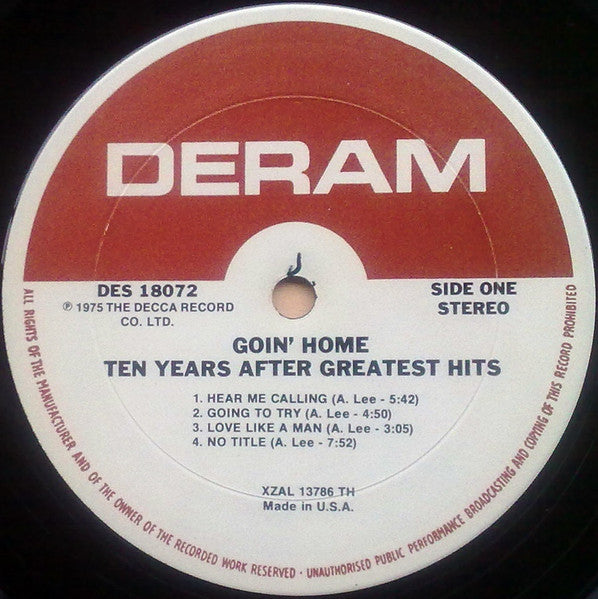 DERAM
DES 18072
℗ 1975 THE DECCA RECORD
CO. LTD.
SIDE ONE
STEREO
GOIN' HOME
TEN YEARS AFTER GREATEST HITS
1. HEAR ME CALLING (A. Lee - 5:42)
2. GOING TO TRY (A. Lee - 4:50)
3. LOVE LIKE A MAN (A. Lee - 3:05)
4. NO TITLE (A. Lee - 7:52)
XZAL 13786 TH
Made in U.S.A.
ALL RIGHTS OF THE MANUFACTURER AND OF THE OWNER OF THE RECORDED WORK RESERVED · UNAUTHORISED PUBLIC PERFORMANCE BROADCASTING AND COPYING OF THIS RECORD PROHIBITED